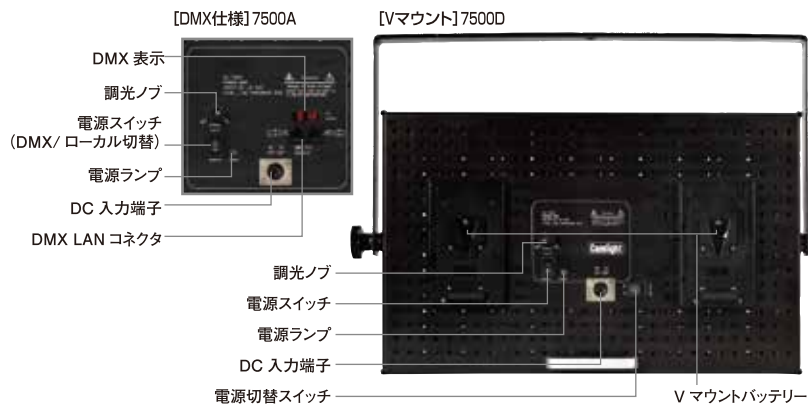 [DMX仕様]7500A
DMX 表示
調光ノブ
電源スイッチ
(DMX/ローカル切替)
電源ランプ
DC 入力端子
DMX LAN コネクタ
[Vマウント]7500D
調光ノブ
電源スイッチ
電源ランプ
DC 入力端子
電源切替スイッチ
V マウントバッテリー